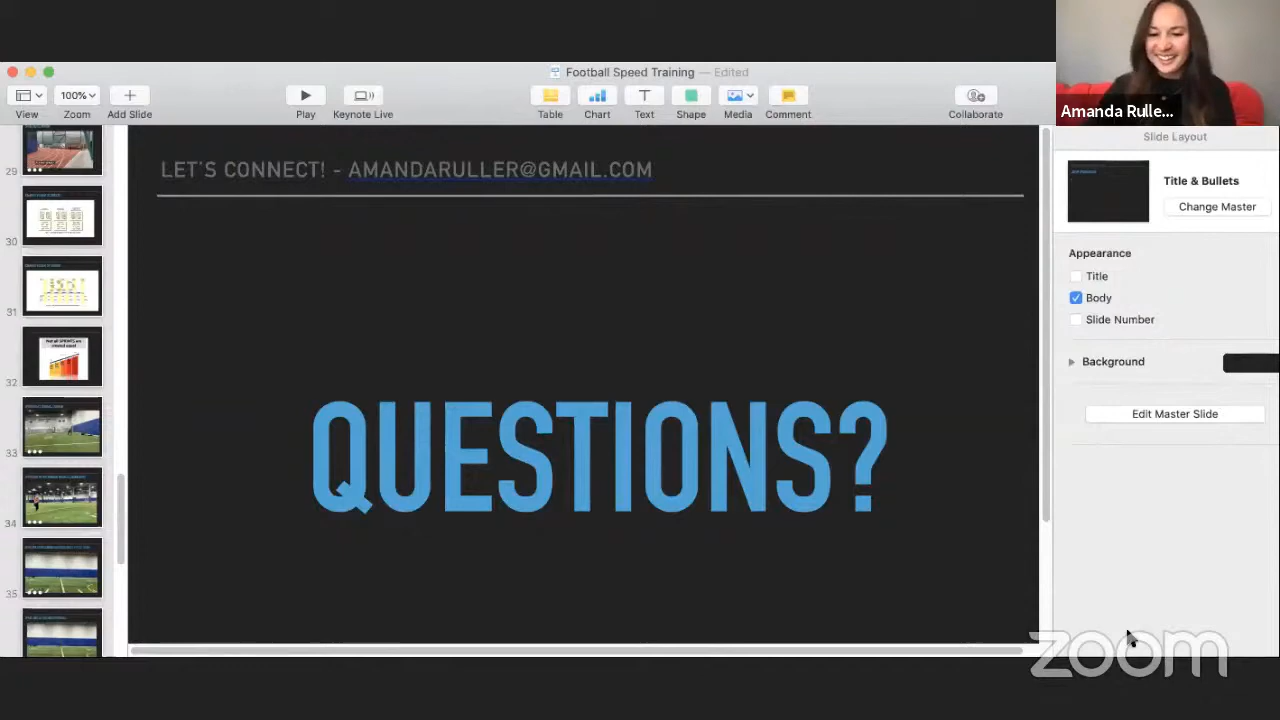 Football Speed Training — Edited
100%
View
Zoom
Add Slide
Play
Keynote Live
Table
Chart
Text
Shape
Media
Comment
Collaborate
Amanda Rulle...
Slide Layout
Title & Bullets
Change Master
Appearance
Title
Body
Slide Number
Background
Edit Master Slide
29
30
31
32
33
34
35
LET'S CONNECT! - AMANDARULLER@GMAIL.COM
QUESTIONS?
zoom